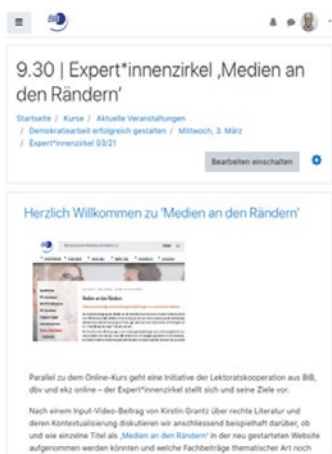 BiB
9.30 | Expert*innenzirkel ‚Medien an
den Rändern‘
Startseite / Kurse / Aktuelle Veranstaltungen
/ Demokratiearbeit erfolgreich gestalten / Mittwoch, 3. März
/ Expert*innenzirkel 03/21
Bearbeiten einschalten
Herzlich Willkommen zu 'Medien an den Rändern'
Medien an den Rändern
Parallel zu dem Online-Kurs geht eine Initiative der Lektoratskooperation aus BiB,
dbv und ekz online – der Expert*innenzirkel stellt sich und seine Ziele vor.
Nach einem Input-Video-Beitrag von Kirstin Grantz über rechte Literatur und
deren Kontextualisierung diskutieren wir anschliessend beispielhaft darüber, ob
und wie einzelne Titel als ‚Medien an den Rändern' in der neu gestarteten Website
aufgenommen werden könnten und welche Fachbeiträge thematischer Art noch